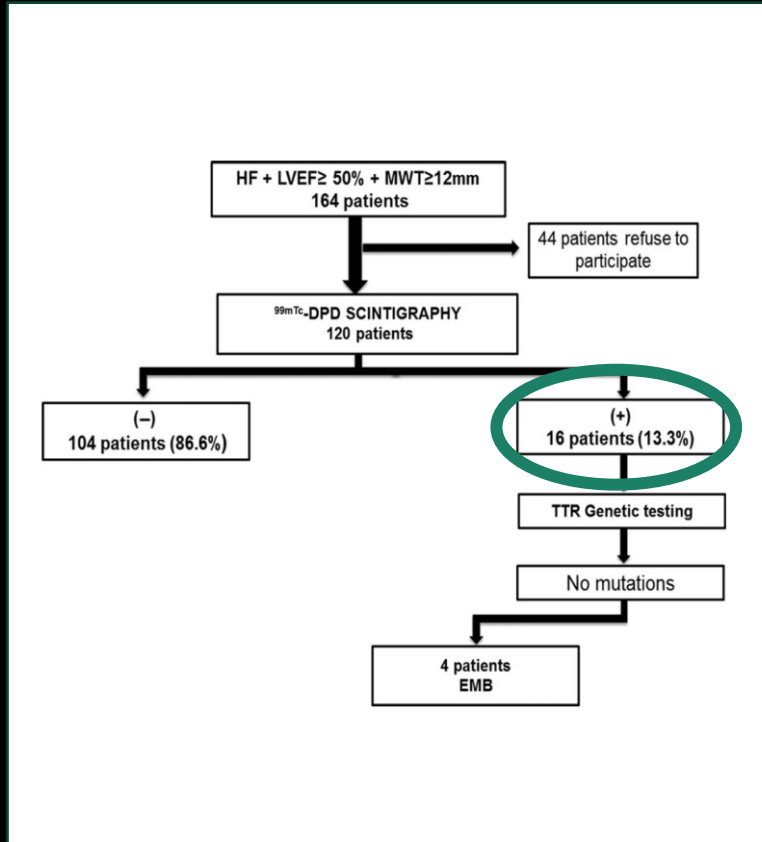 HF + LVEF≥ 50% + MWT≥12mm
164 patients
44 patients refuse to
participate
99mTc-DPD SCINTIGRAPHY
120 patients
(–)
104 patients (86.6%)
(+)
16 patients (13.3%)
TTR Genetic testing
No mutations
4 patients
EMB